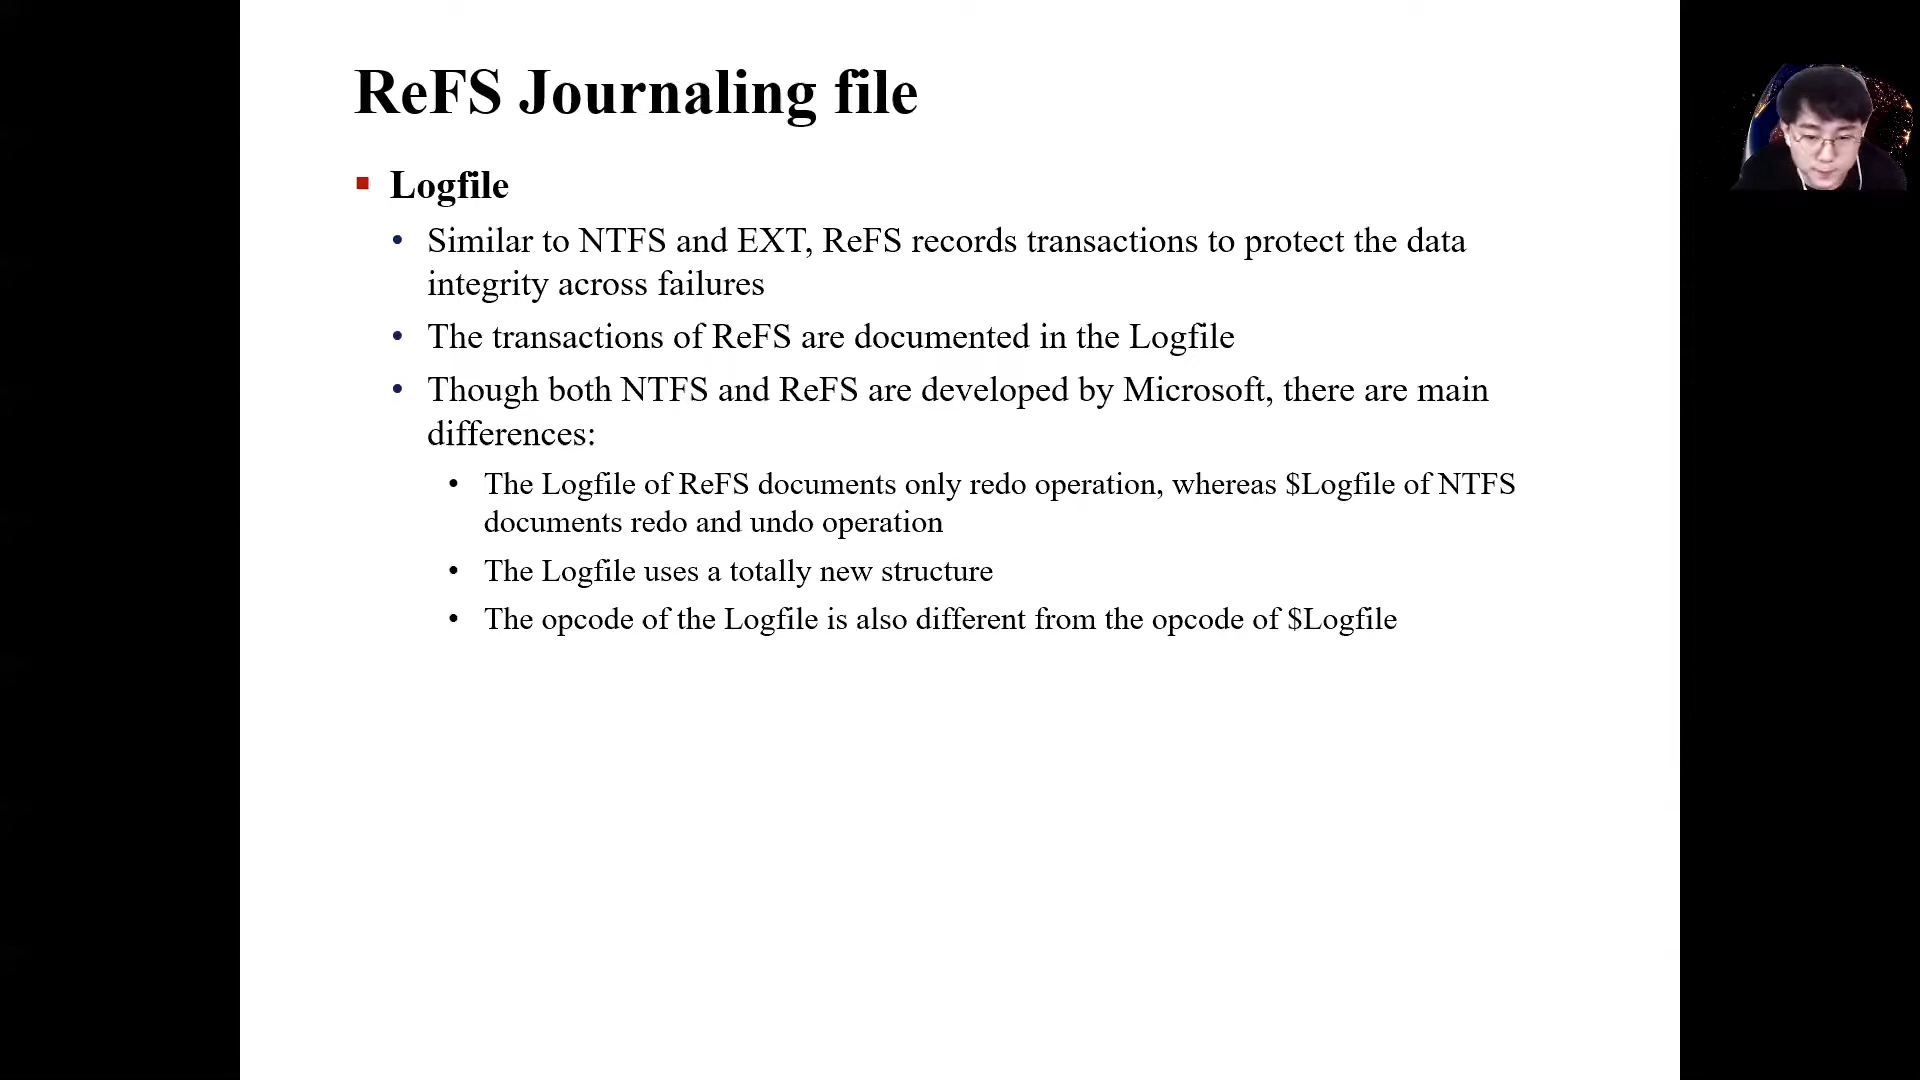 ReFS Journaling file
Logfile
Similar to NTFS and EXT, ReFS records transactions to protect the data
integrity across failures
The transactions of ReFS are documented in the Logfile
Though both NTFS and ReFS are developed by Microsoft, there are main
differences:
The Logfile of ReFS documents only redo operation, whereas $Logfile of NTFS
documents redo and undo operation
The Logfile uses a totally new structure
The opcode of the Logfile is also different from the opcode of $Logfile